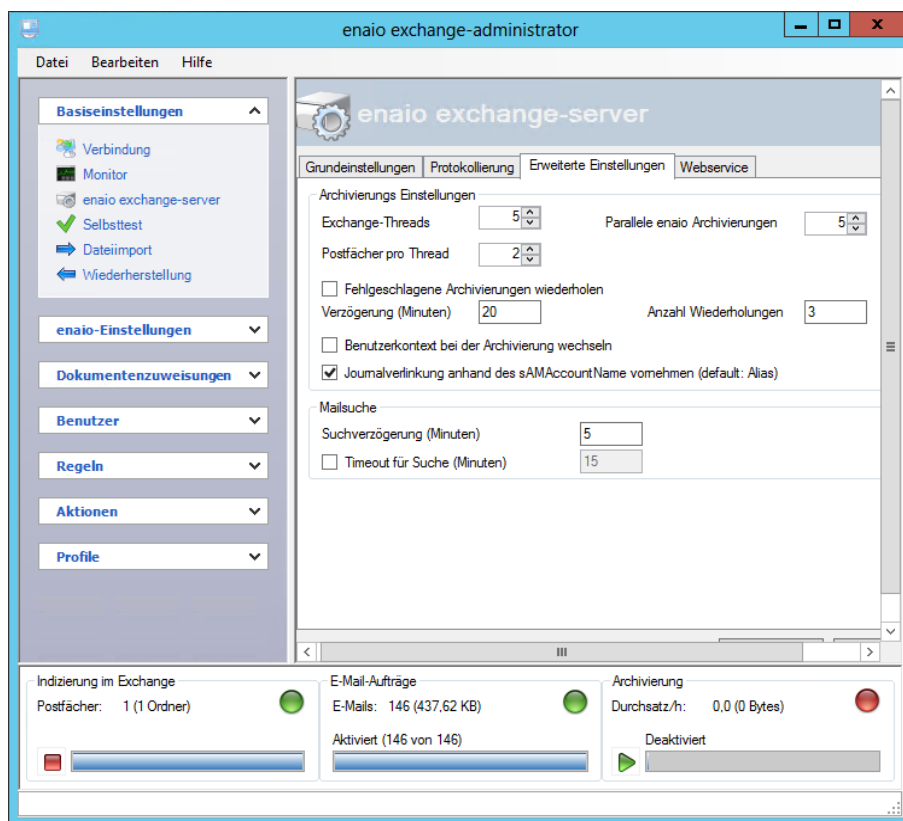 enaio exchange-administrator
Datei Bearbeiten Hilfe
Basiseinstellungen
Verbindung
Monitor
enaio exchange-server
Selbsttest
Dateiimport
Wiederherstellung
enaio-Einstellungen
Dokumentenzuweisungen
Benutzer
Regeln
Aktionen
Profile
enaio exchange-server
Grundeinstellungen Protokollierung Erweiterte Einstellungen Webservice
Archivierungs Einstellungen
Exchange-Threads 5 Parallele enaio Archivierungen 5
Postfächer pro Thread 2
Fehlgeschlagene Archivierungen wiederholen
Verzögerung (Minuten) 20 Anzahl Wiederholungen 3
Benutzerkontext bei der Archivierung wechseln
Journalverlinkung anhand des sAMAccountName vornehmen (default: Alias)
Mailsuche
Suchverzögerung (Minuten) 5
Timeout für Suche (Minuten) 15
Indizierung im Exchange
Postfächer: 1 (1 Ordner)
E-Mail-Aufträge
E-Mails: 146 (437,62 KB)
Aktiviert (146 von 146)
Archivierung
Durchsatz/h: 0,0 (0 Bytes)
Deaktiviert